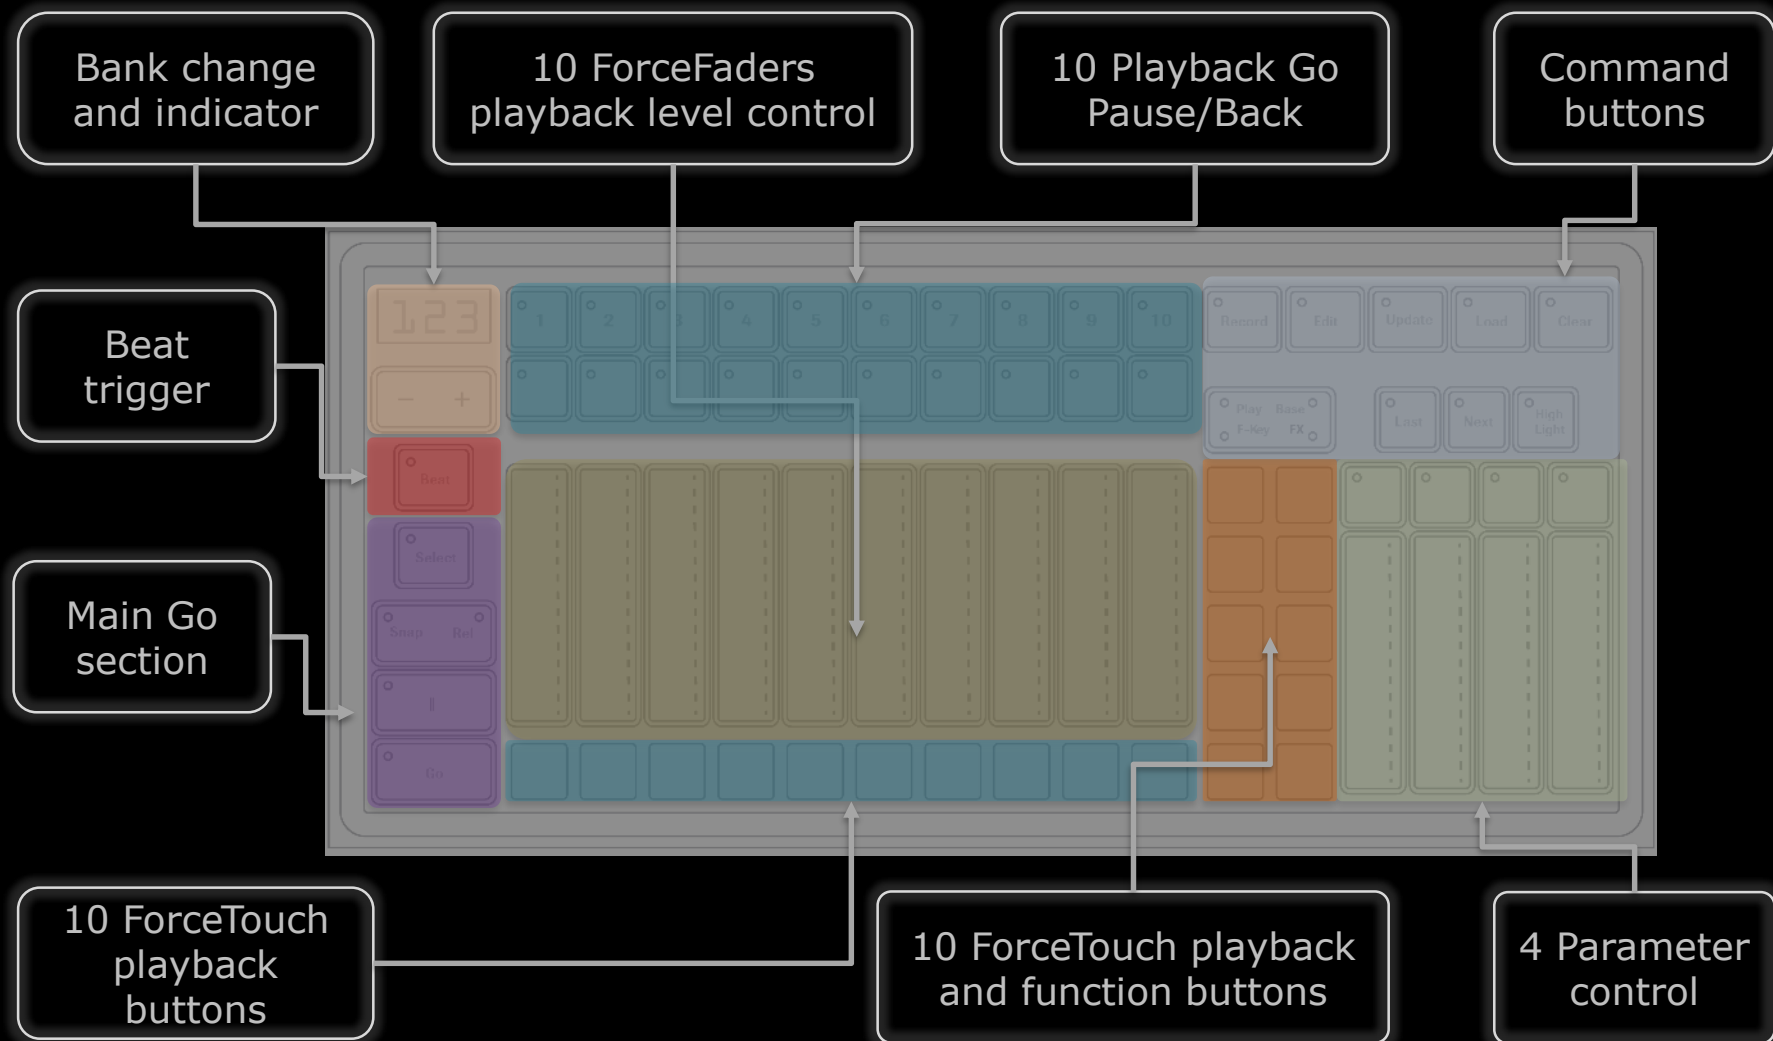 Bank change
and indicator
10 ForceFaders
playback level control
10 Playback Go
Pause/Back
Command
buttons
Beat
trigger
Main Go
section
123
- +
Beat
Select
Snap Rel
||
Go
1 2 3 4 5 6 7 8 9 10
Record Edit Update Load Clear
Play Base
F-Key FX
Last Next High
Light
10 ForceTouch
playback
buttons
10 ForceTouch playback
and function buttons
4 Parameter
control